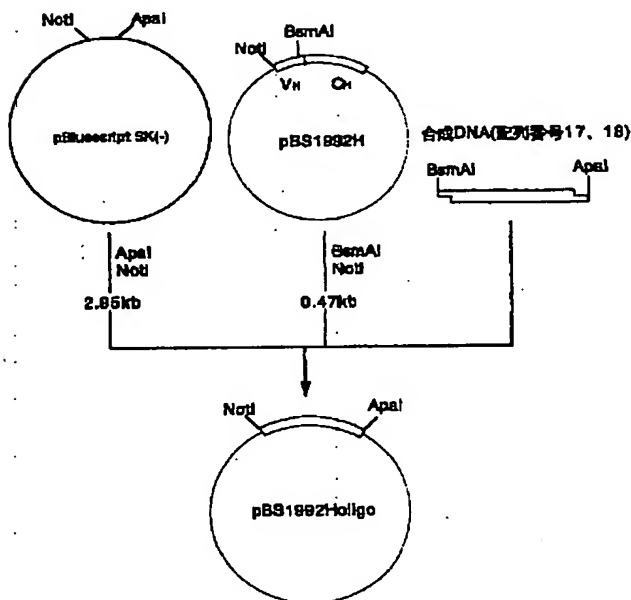 NotI
ApaI
pBluescript SK(-)
NotI
BsmAI
VH
CH
pBS1992H
合成DNA(配列番号17、18)
BsmAI
ApaI
ApaI
NotI
2.95kb
BsmAI
NotI
0.47kb
NotI
ApaI
pBS1992Holigo